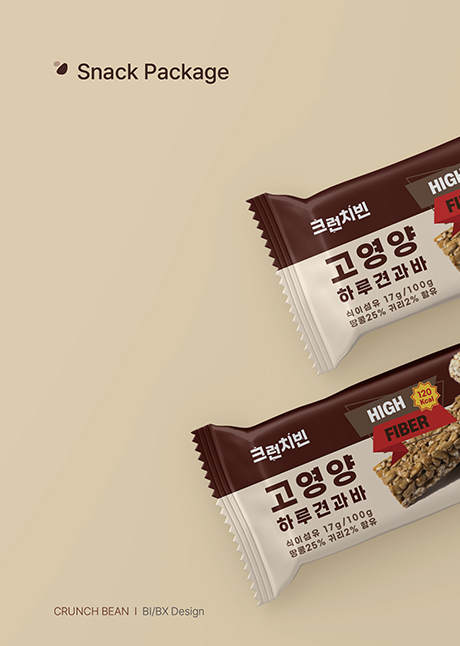 Snack Package
크런치빈
고영양
하루견과바
식이섬유 17g/100g
땅콩25% 귀리2% 함유
HIGH
120
Kcal
HIGH
FIBER
크런치빈
고영양
하루견과바
식이섬유 17g/100g
땅콩25% 귀리2% 함유
CRUNCH BEAN I BI/BX Design